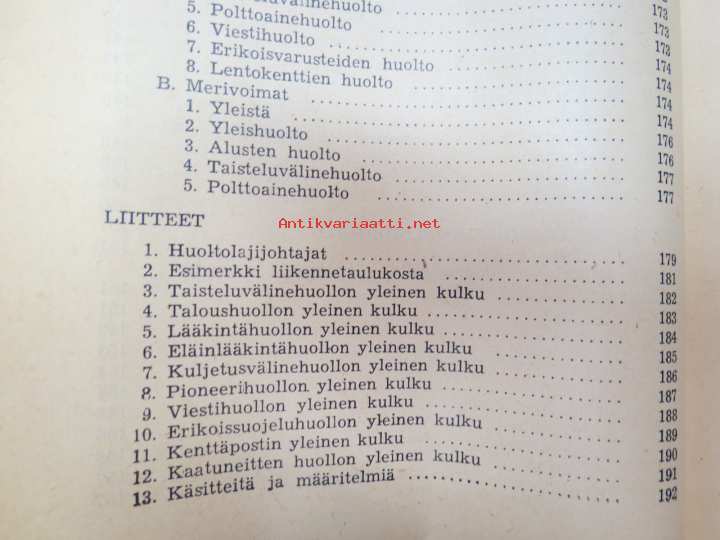 välinehuolto
5. Polttoainehuolto ........ 173
6. Viestihuolto ........ 173
7. Erikoisvarusteiden huolto ........ 173
8. Lentokenttien huolto ........ 174
B. Merivoimat ........ 174
1. Yleistä ........ 174
2. Yleishuolto ........ 174
3. Alusten huolto ........ 176
4. Taisteluvälinehuolto ........ 176
5. Polttoainehuolto ........ 177
177
LIITTEET
Antikvariaatti.net
1. Huoltolajijohtajat ........ 179
2. Esimerkki liikennetaulukosta ........ 181
3. Taisteluvälinehuollon yleinen kulku ........ 182
4. Taloushuollon yleinen kulku ........ 183
5. Lääkintähuollon yleinen kulku ........ 184
6. Eläinlääkintähuollon yleinen kulku ........ 185
7. Kuljetusvälinehuollon yleinen kulku ........ 186
8. Pioneerihuollon yleinen kulku ........ 187
9. Viestihuollon yleinen kulku ........ 188
10. Erikoissuojeluhuollon yleinen kulku ........ 189
11. Kenttäpostin yleinen kulku ........ 190
12. Kaatuneitten huollon yleinen kulku ........ 191
13. Käsitteitä ja määritelmiä ........ 192